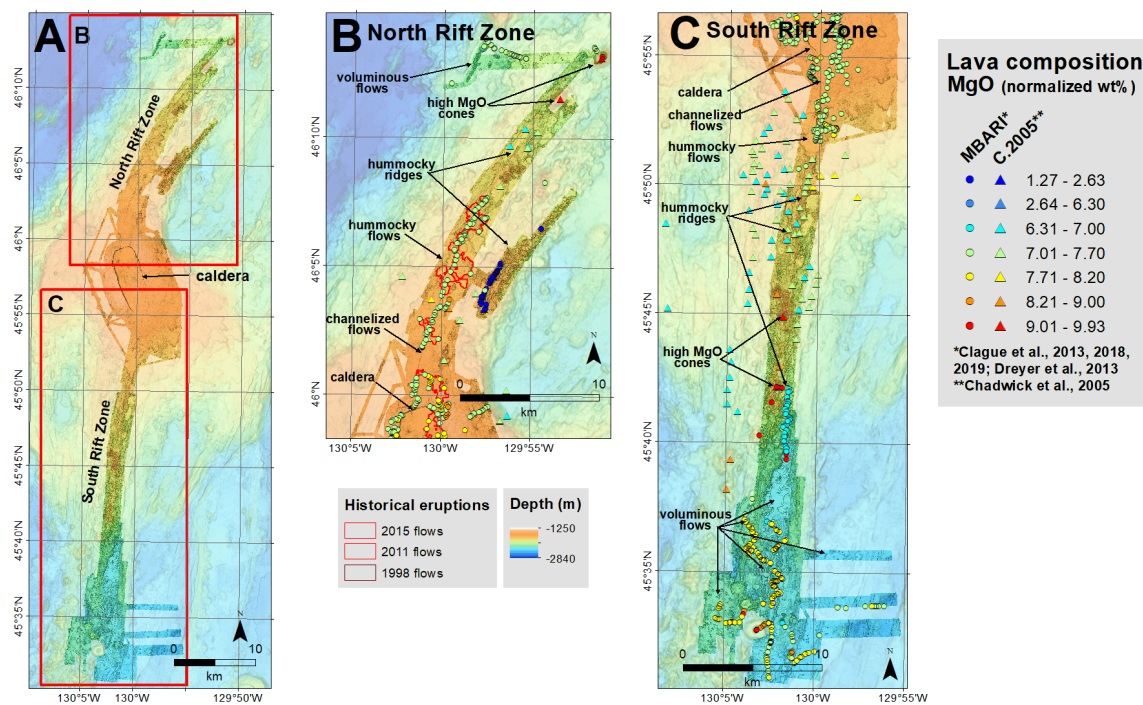 A
B
North Rift Zone
caldera
C
South Rift Zone
46°10'N
46°5'N
46°0'N
45°55'N
45°50'N
45°45'N
45°40'N
45°35'N
N
0
10
km
130°5'W
130°0'W
129°50'W
B North Rift Zone
voluminous
flows
high MgO
cones
hummocky
ridges
hummocky
flows
channelized
flows
caldera
46°10'N
46°5'N
46°0'N
N
0
10
km
130°5'W
130°0'W
129°55'W
Historical eruptions
2015 flows
2011 flows
1998 flows
Depth (m)
-1250
-2840
C South Rift Zone
caldera
channelized
flows
hummocky
flows
hummocky
ridges
high MgO
cones
voluminous
flows
45°55'N
45°50'N
45°45'N
45°40'N
45°35'N
0
10
km
N
130°5'W
130°0'W
129°55'W
Lava composition
MgO (normalized wt%)
MBARI*
C.2005**
1.27 - 2.63
2.64 - 6.30
6.31 - 7.00
7.01 - 7.70
7.71 - 8.20
8.21 - 9.00
9.01 - 9.93
*Clague et al., 2013, 2018,
2019; Dreyer et al., 2013
**Chadwick et al., 2005